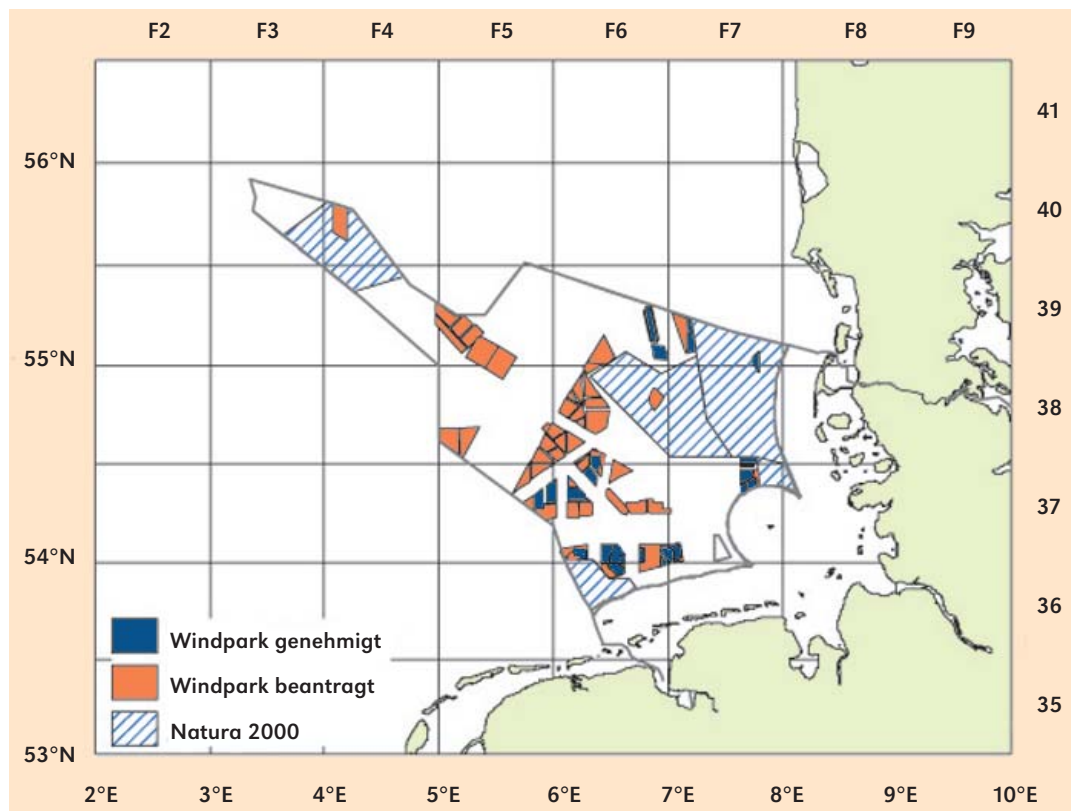 F2 F3 F4 F5 F6 F7 F8 F9
41
56°N
40
39
55°N
38
37
54°N
36
Windpark genehmigt
Windpark beantragt
35
Natura 2000
53°N
2°E 3°E 4°E 5°E 6°E 7°E 8°E 9°E 10°E